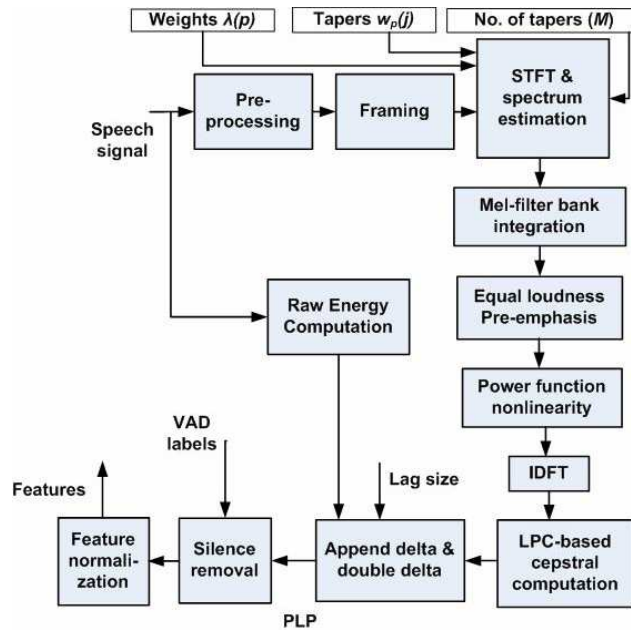 Weights λ(p)
Tapers wₚ(j)
No. of tapers (M)
Speech
signal
Pre-
processing
Framing
STFT &
spectrum
estimation
Mel-filter bank
integration
Equal loudness
Pre-emphasis
Raw Energy
Computation
Power function
nonlinearity
VAD
labels
IDFT
Features
Lag size
Feature
normali-
zation
Silence
removal
Append delta &
double delta
LPC-based
cepstral
computation
PLP